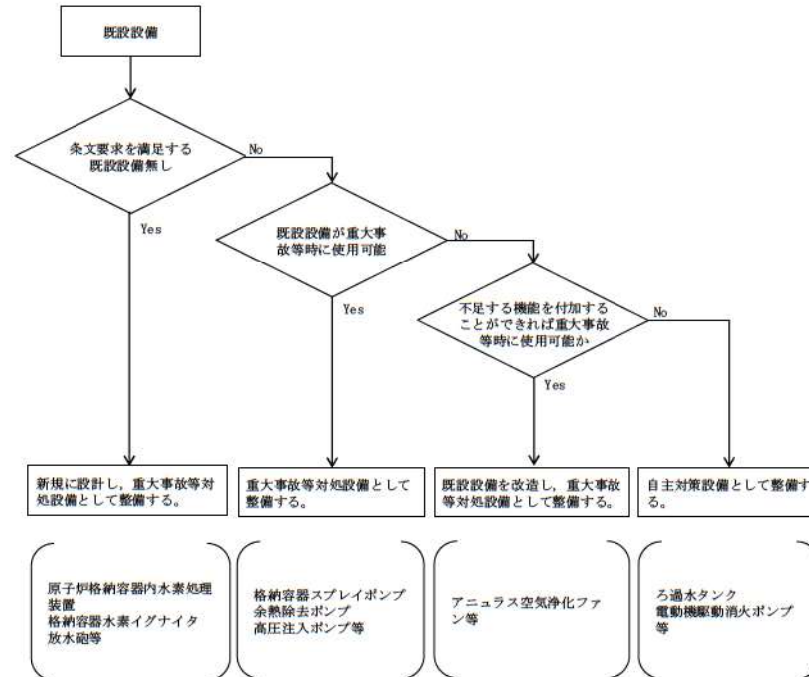 既設設備
条文要求を満足する
既設設備無し
No
Yes
既設設備が重大事
故等時に使用可能
No
Yes
不足する機能を付加する
ことができれば重大事故
等時に使用可能か
No
Yes
新規に設計し，重大事故等対
処設備として整備する。
重大事故等対処設備として
整備する。
既設設備を改造し，重大事故
等対処設備として整備する。
自主対策設備として整備す
る。
原子炉格納容器内水素処理
装置
格納容器水素イグナイタ
放水砲等
格納容器スプレイポンプ
余熱除去ポンプ
高圧注入ポンプ等
アニュラス空気浄化ファ
ン等
ろ過水タンク
電動機駆動消火ポンプ
等